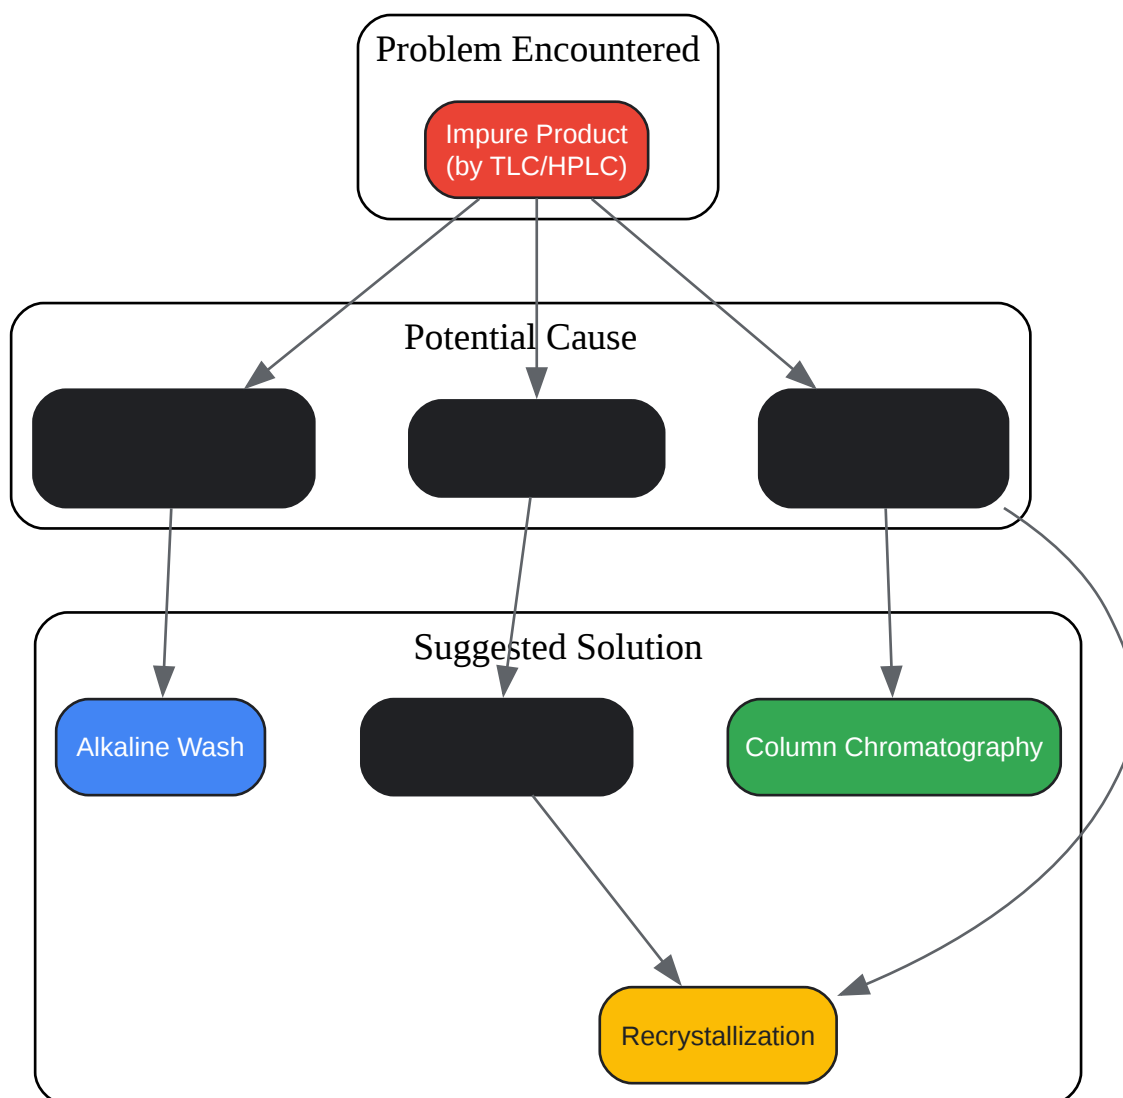 Problem Encountered
Impure Product
(by TLC/HPLC)
Potential Cause
Suggested Solution
Alkaline Wash
Column Chromatography
Recrystallization